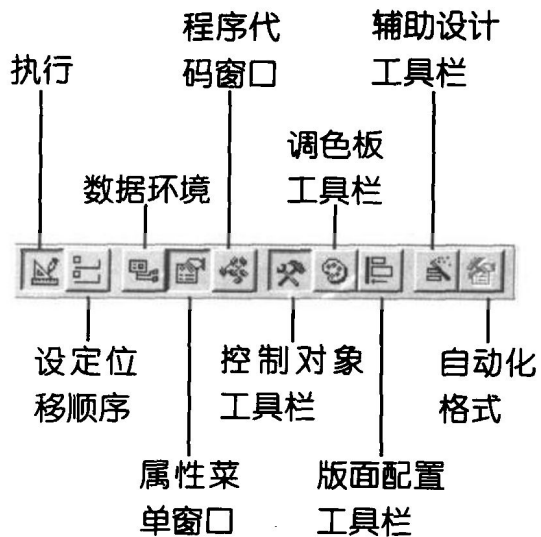 程序代
码窗口
辅助设计
工具栏
执行
调色板
工具栏
数据环境
设定位
移顺序
控制对象
工具栏
自动化
格式
属性菜
单窗口
版面配置
工具栏